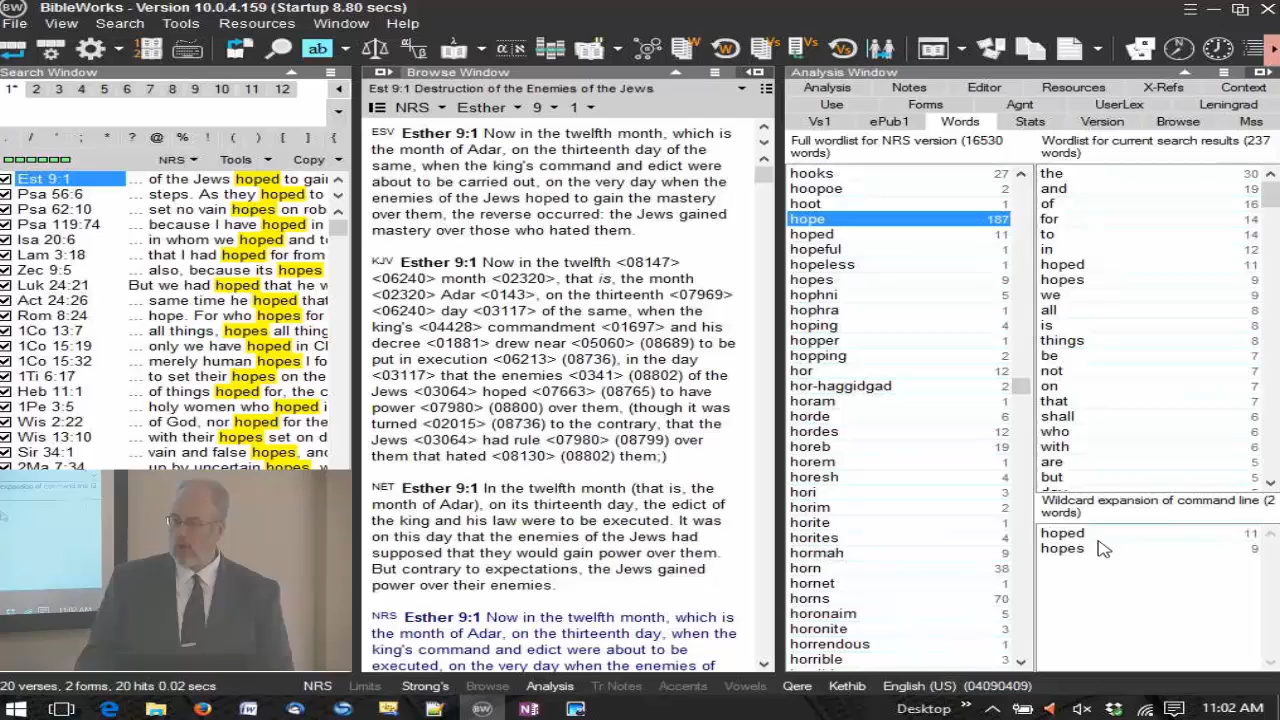 BibleWorks - Version 10.0.4.159 (Startup 8.80 secs)
File View Search Tools Resources Window Help
Search Window
1* 2 3 4 5 6 7 8 9 10 11 12
. / ' ; * ? @ % ! ( ) [ ]
NRS Tools Copy
Est 9:1 ... of the Jews hoped to gai
Psa 56:6 ... steps. As they hoped to
Psa 62:10 ... set no vain hopes on rob
Psa 119:74 ... because I have hoped in
Isa 20:6 ... in whom we hoped and t
Lam 3:18 ... that I had hoped for from
Zec 9:5 ... also, because its hopes
Luk 24:21 But we had hoped that he w
Act 24:26 ... same time he hoped that
Rom 8:24 ... hope. For who hopes for
1Co 13:7 ... all things, hopes all thing
1Co 15:19 ... only we have hoped in C
1Co 15:32 ... merely human hopes I fo
1Ti 6:17 ... to set their hopes on the
Heb 11:1 ... of things hoped for, the c
1Pe 3:5 ... holy women who hoped i
Wis 2:22 ... of God, nor hoped for the
Wis 13:10 ... with their hopes set on d
Sir 34:1 ... vain and false hopes, an
2Ma 7:34 ... up by uncertain hopes
11:02 AM
20 verses, 2 forms, 20 hits 0.02 secs
Browse Window
Est 9:1 Destruction of the Enemies of the Jews
NRS Esther 9 1
ESV Esther 9:1 Now in the twelfth month, which is
the month of Adar, on the thirteenth day of the
same, when the king's command and edict were
about to be carried out, on the very day when the
enemies of the Jews hoped to gain the mastery
over them, the reverse occurred: the Jews gained
mastery over those who hated them.
KJV Esther 9:1 Now in the twelfth <08147>
<06240> month <02320>, that is, the month
<02320> Adar <0143>, on the thirteenth <07969>
<06240> day <03117> of the same, when the
king's <04428> commandment <01697> and his
decree <01881> drew near <05060> (08689) to be
put in execution <06213> (08736), in the day
<03117> that the enemies <0341> (08802) of the
Jews <03064> hoped <07663> (08765) to have
power <07980> (08800) over them, (though it was
turned <02015> (08736) to the contrary, that the
Jews <03064> had rule <07980> (08799) over
them that hated <08130> (08802) them;)
NET Esther 9:1 In the twelfth month (that is, the
month of Adar), on its thirteenth day, the edict of
the king and his law were to be executed. It was
on this day that the enemies of the Jews had
supposed that they would gain power over them.
But contrary to expectations, the Jews gained
power over their enemies.
NRS Esther 9:1 Now in the twelfth month, which is
the month of Adar, on the thirteenth day, when the
king's command and edict were about to be
executed, on the very day when the enemies of
Analysis Window
Analysis Notes Editor Resources X-Refs Context
Use Forms Agnt UserLex Leningrad
Vs1 ePub1 Words Stats Version Browse Mss
Full wordlist for NRS version (16530
words)
hooks 27
hoopoe 2
hoot 1
hope 187
hoped 11
hopeful 1
hopeless 1
hopes 9
hophni 5
hophra 1
hoping 4
hopper 1
hopping 2
hor 12
hor-haggidgad 2
horam 1
horde 6
hordes 12
horeb 19
horem 1
horesh 4
hori 3
horim 2
horite 1
horites 4
hormah 9
horn 38
hornet 1
horns 70
horonaim 5
horonite 3
horrendous 1
horrible 3
Wordlist for current search results (237
words)
the 30
and 19
of 16
for 14
to 14
in 12
hoped 11
hopes 9
we 9
all 8
is 8
things 8
be 7
not 7
on 7
that 7
shall 6
who 6
with 6
are 5
but 5
Wildcard expansion of command line (2
words)
hoped 11
hopes 9
NRS Limits Strong's Browse Analysis Tr Notes Accents Vowels Qere Kethib English (US) (04090409)
Desktop 11:02 AM